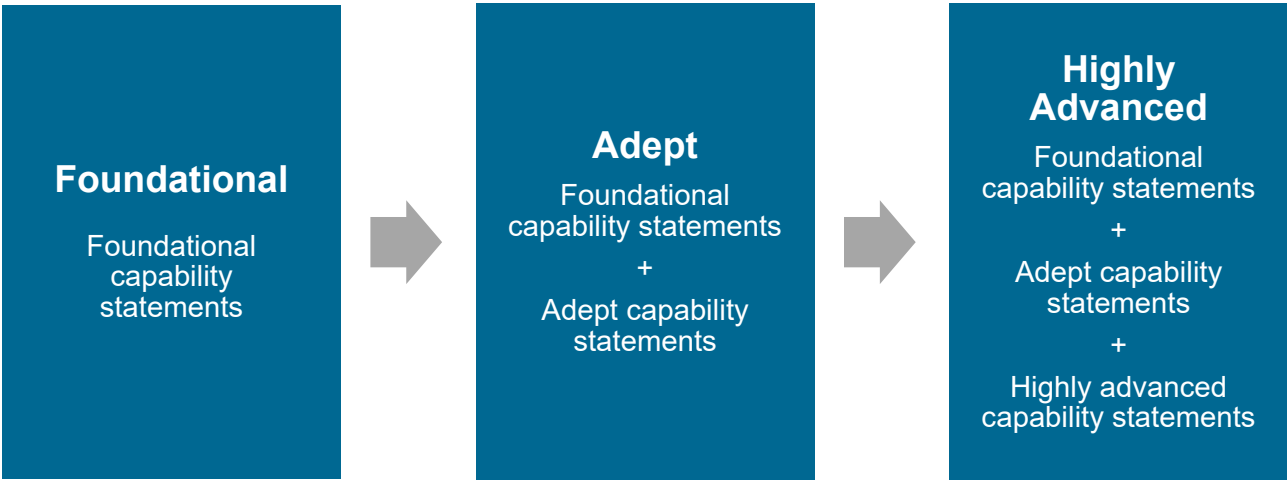 Foundational
Foundational
capability
statements
Adept
Foundational
capability statements
+
Adept capability
statements
Highly
Advanced
Foundational
capability statements
+
Adept capability
statements
+
Highly advanced
capability statements